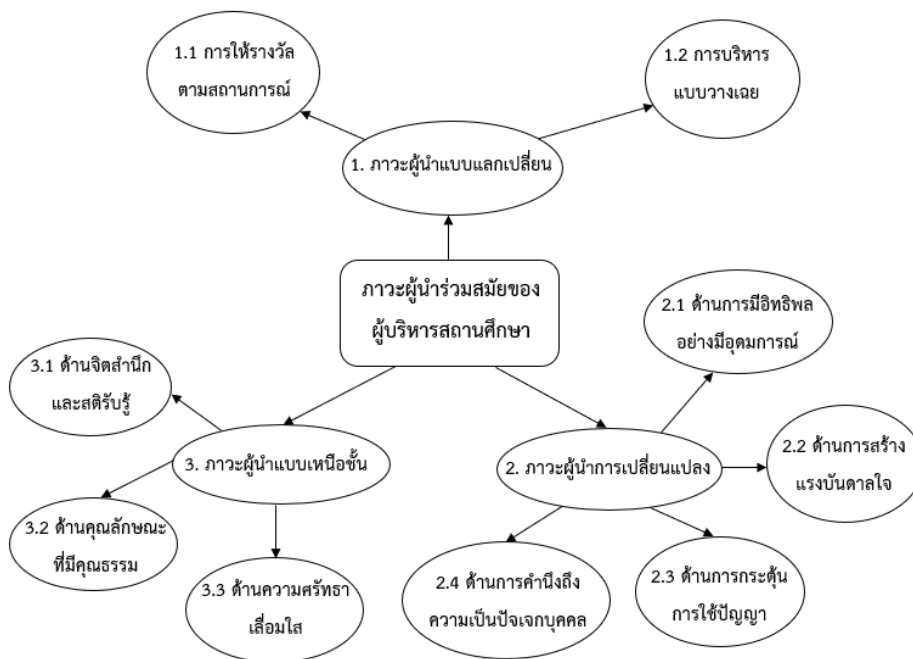 1.1 การให้รางวัล
ตามสถานการณ์
1.2 การบริหาร
แบบวางเฉย
1. ภาวะผู้นำแบบแลกเปลี่ยน
ภาวะผู้นำร่วมสมัยของ
ผู้บริหารสถานศึกษา
2.1 ด้านการมีอิทธิพล
อย่างมีอุดมการณ์
3.1 ด้านจิตสำนึก
และสติรับรู้
3. ภาวะผู้นำแบบเหนือชั้น
2. ภาวะผู้นำการเปลี่ยนแปลง
2.2 ด้านการสร้าง
แรงบันดาลใจ
3.2 ด้านคุณลักษณะ
ที่มีคุณธรรม
3.3 ด้านความศรัทธา
เลื่อมใส
2.4 ด้านการคำนึงถึง
ความเป็นปัจเจกบุคคล
2.3 ด้านการกระตุ้น
การใช้ปัญญา